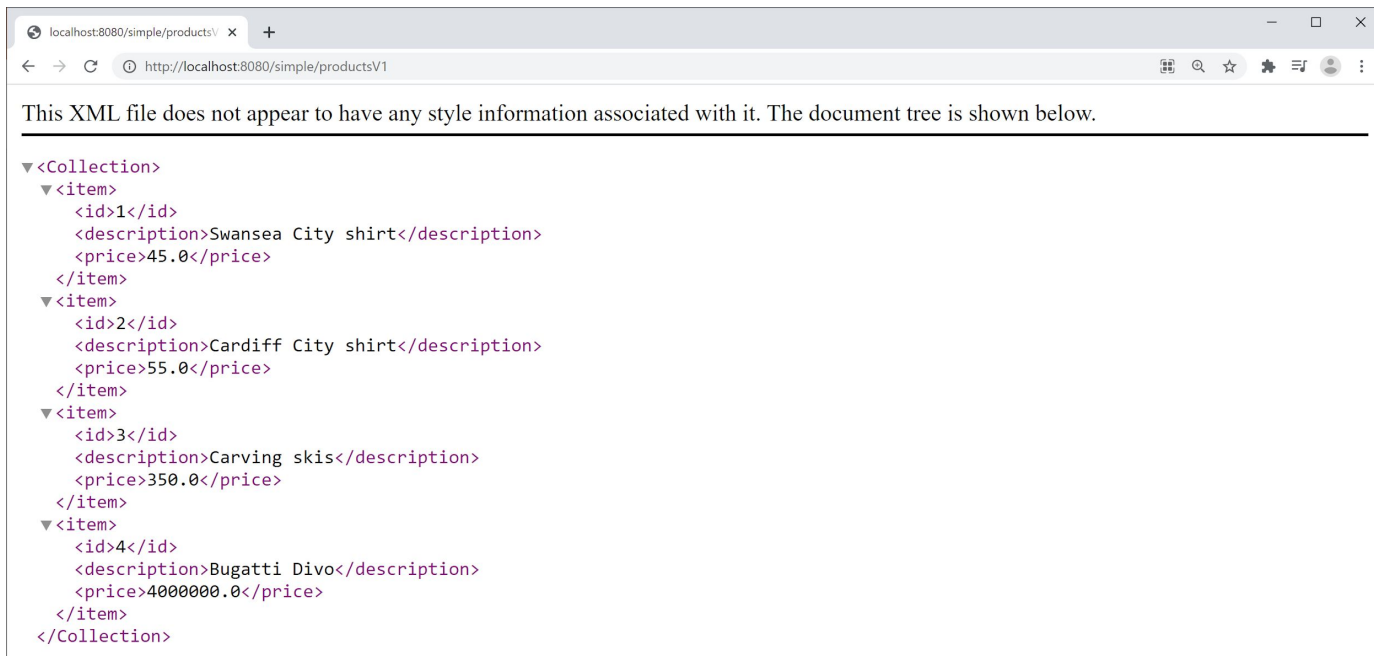 localhost:8080/simple/productsV
http://localhost:8080/simple/productsV1
This XML file does not appear to have any style information associated with it. The document tree is shown below.
<Collection>
<item>
<id>1</id>
<description>Swansea City shirt</description>
<price>45.0</price>
</item>
<item>
<id>2</id>
<description>Cardiff City shirt</description>
<price>55.0</price>
</item>
<item>
<id>3</id>
<description>Carving skis</description>
<price>350.0</price>
</item>
<item>
<id>4</id>
<description>Bugatti Divo</description>
<price>4000000.0</price>
</item>
</Collection>